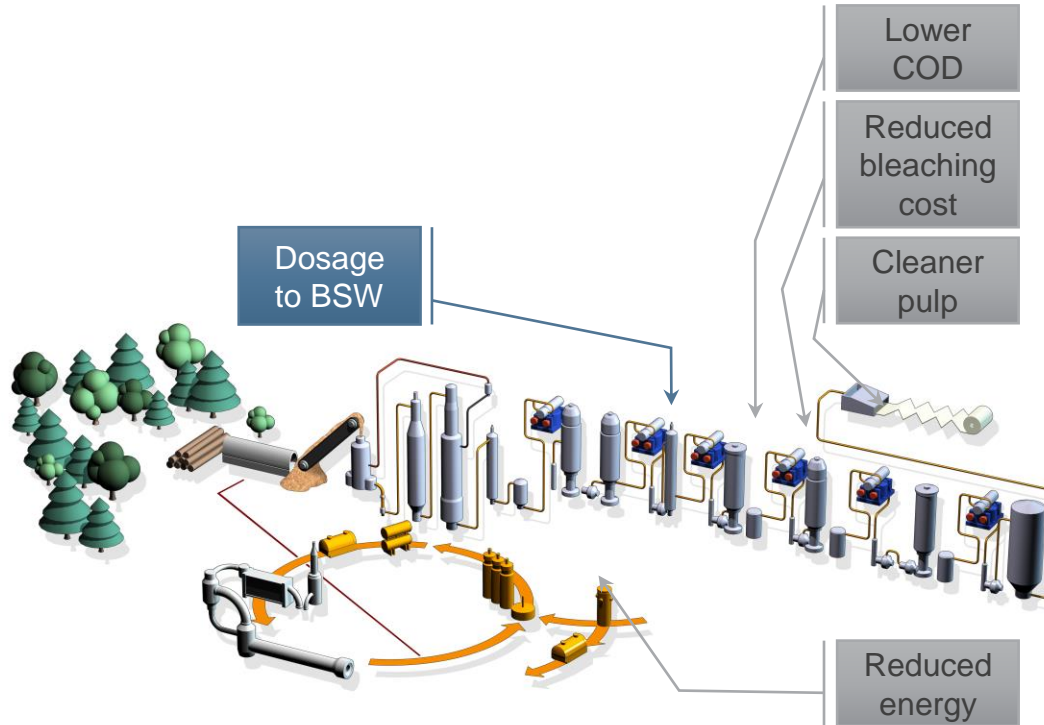 Lower
COD
Reduced
bleaching
cost
Cleaner
pulp
Dosage
to BSW
Reduced
energy